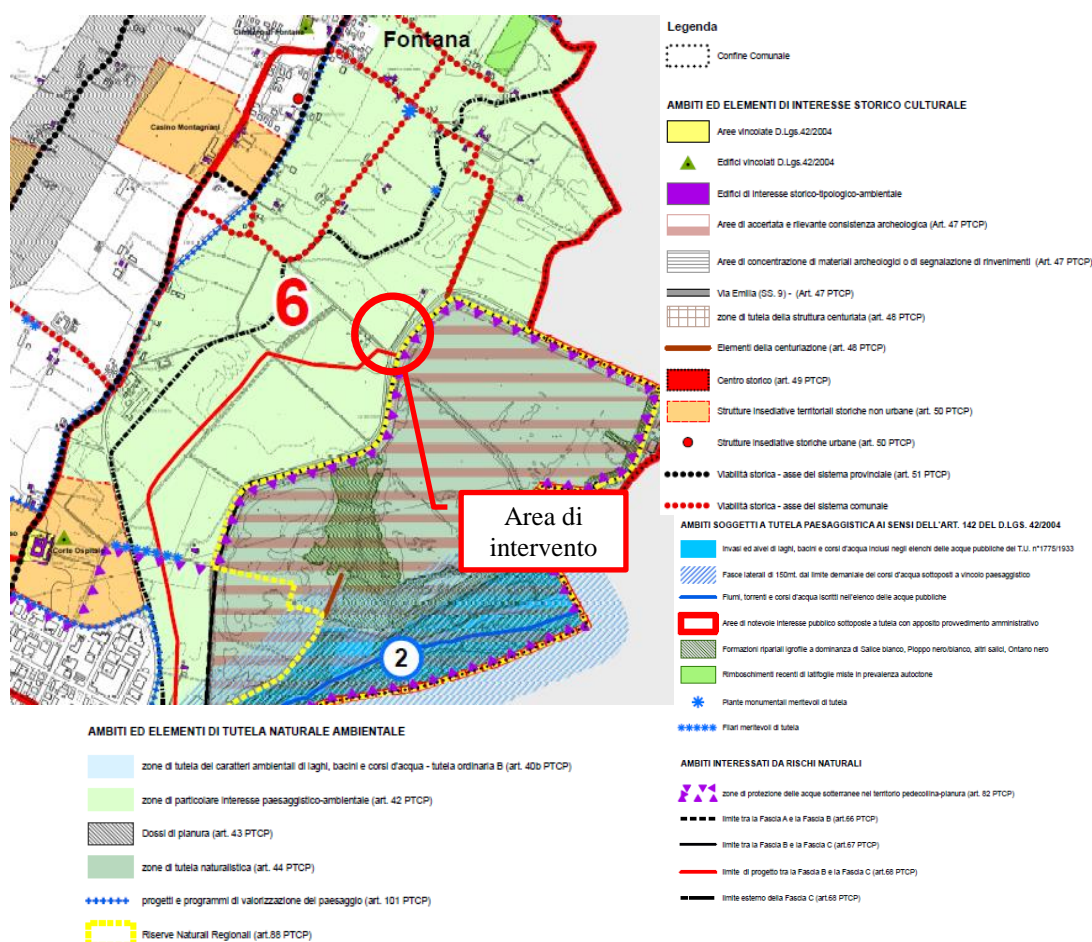 Cimitero di Fontana
Fontana
Casino Montagnani
6
Area di
intervento
Corte Ospitale
2
Legenda
Confine Comunale
AMBITI ED ELEMENTI DI INTERESSE STORICO CULTURALE
Aree vincolate D.Lgs.42/2004
Edifici vincolati D.Lgs.42/2004
Edifici di interesse storico-tipologico-ambientale
Aree di accertata e rilevante consistenza archeologica (Art. 47 PTCP)
Aree di concentrazione di materiali archeologici o di segnalazione di rinvenimenti (Art. 47 PTCP)
Via Emilia (SS. 9) - (Art. 47 PTCP)
zone di tutela della struttura centuriata (art. 48 PTCP)
Elementi della centuriazione (art. 48 PTCP)
Centro storico (art. 49 PTCP)
Strutture insediative territoriali storiche non urbane (art. 50 PTCP)
Strutture insediative storiche urbane (art. 50 PTCP)
Viabilità storica - asse del sistema provinciale (art. 51 PTCP)
Viabilità storica - asse del sistema comunale
AMBITI SOGGETTI A TUTELA PAESAGGISTICA AI SENSI DELL'ART. 142 DEL D.LGS. 42/2004
Invasi ed alvei di laghi, bacini e corsi d'acqua inclusi negli elenchi delle acque pubbliche del T.U. n°1775/1933
Fasce laterali di 150mt. dal limite demaniale dei corsi d'acqua sottoposti a vincolo paesaggistico
Fiumi, torrenti e corsi d'acqua iscritti nell'elenco delle acque pubbliche
Aree di notevole interesse pubblico sottoposte a tutela con apposito provvedimento amministrativo
Formazioni ripariali igrofile a dominanza di Salice bianco, Pioppo nero/bianco, altri salici, Ontano nero
Rimboschimenti recenti di latifoglie miste in prevalenza autoctone
Piante monumentali meritevoli di tutela
Filari meritevoli di tutela
AMBITI INTERESSATI DA RISCHI NATURALI
zone di protezione delle acque sotterranee nel territorio pedecollina-pianura (art. 82 PTCP)
limite tra la Fascia A e la Fascia B (art.66 PTCP)
limite tra la Fascia B e la Fascia C (art.67 PTCP)
limite di progetto tra la Fascia B e la Fascia C (art.68 PTCP)
limite esterno della Fascia C (art.68 PTCP)
AMBITI ED ELEMENTI DI TUTELA NATURALE AMBIENTALE
zone di tutela dei caratteri ambientali di laghi, bacini e corsi d'acqua - tutela ordinaria B (art. 40b PTCP)
zone di particolare interesse paesaggistico-ambientale (art. 42 PTCP)
Dossi di pianura (art. 43 PTCP)
zone di tutela naturalistica (art. 44 PTCP)
progetti e programmi di valorizzazione del paesaggio (art. 101 PTCP)
Riserve Naturali Regionali (art.88 PTCP)